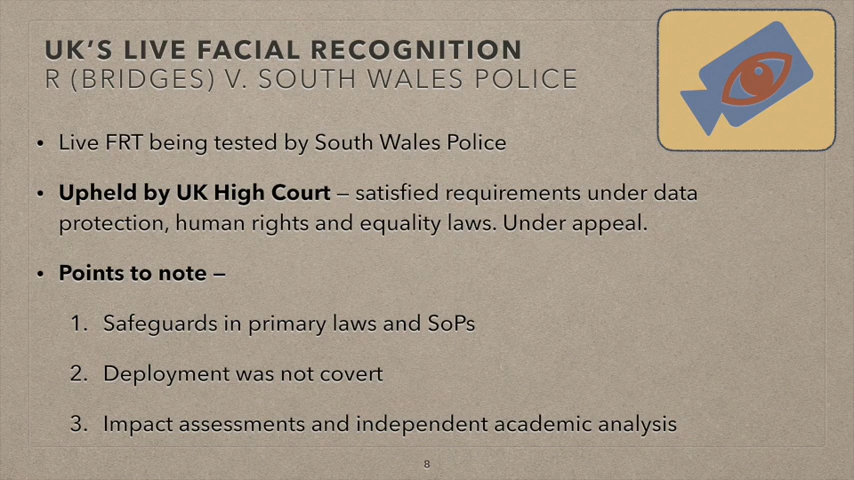 UK'S LIVE FACIAL RECOGNITION
R (BRIDGES) V. SOUTH WALES POLICE
• Live FRT being tested by South Wales Police
• Upheld by UK High Court – satisfied requirements under data
protection, human rights and equality laws. Under appeal.
• Points to note –
1. Safeguards in primary laws and SoPs
2. Deployment was not covert
3. Impact assessments and independent academic analysis
8